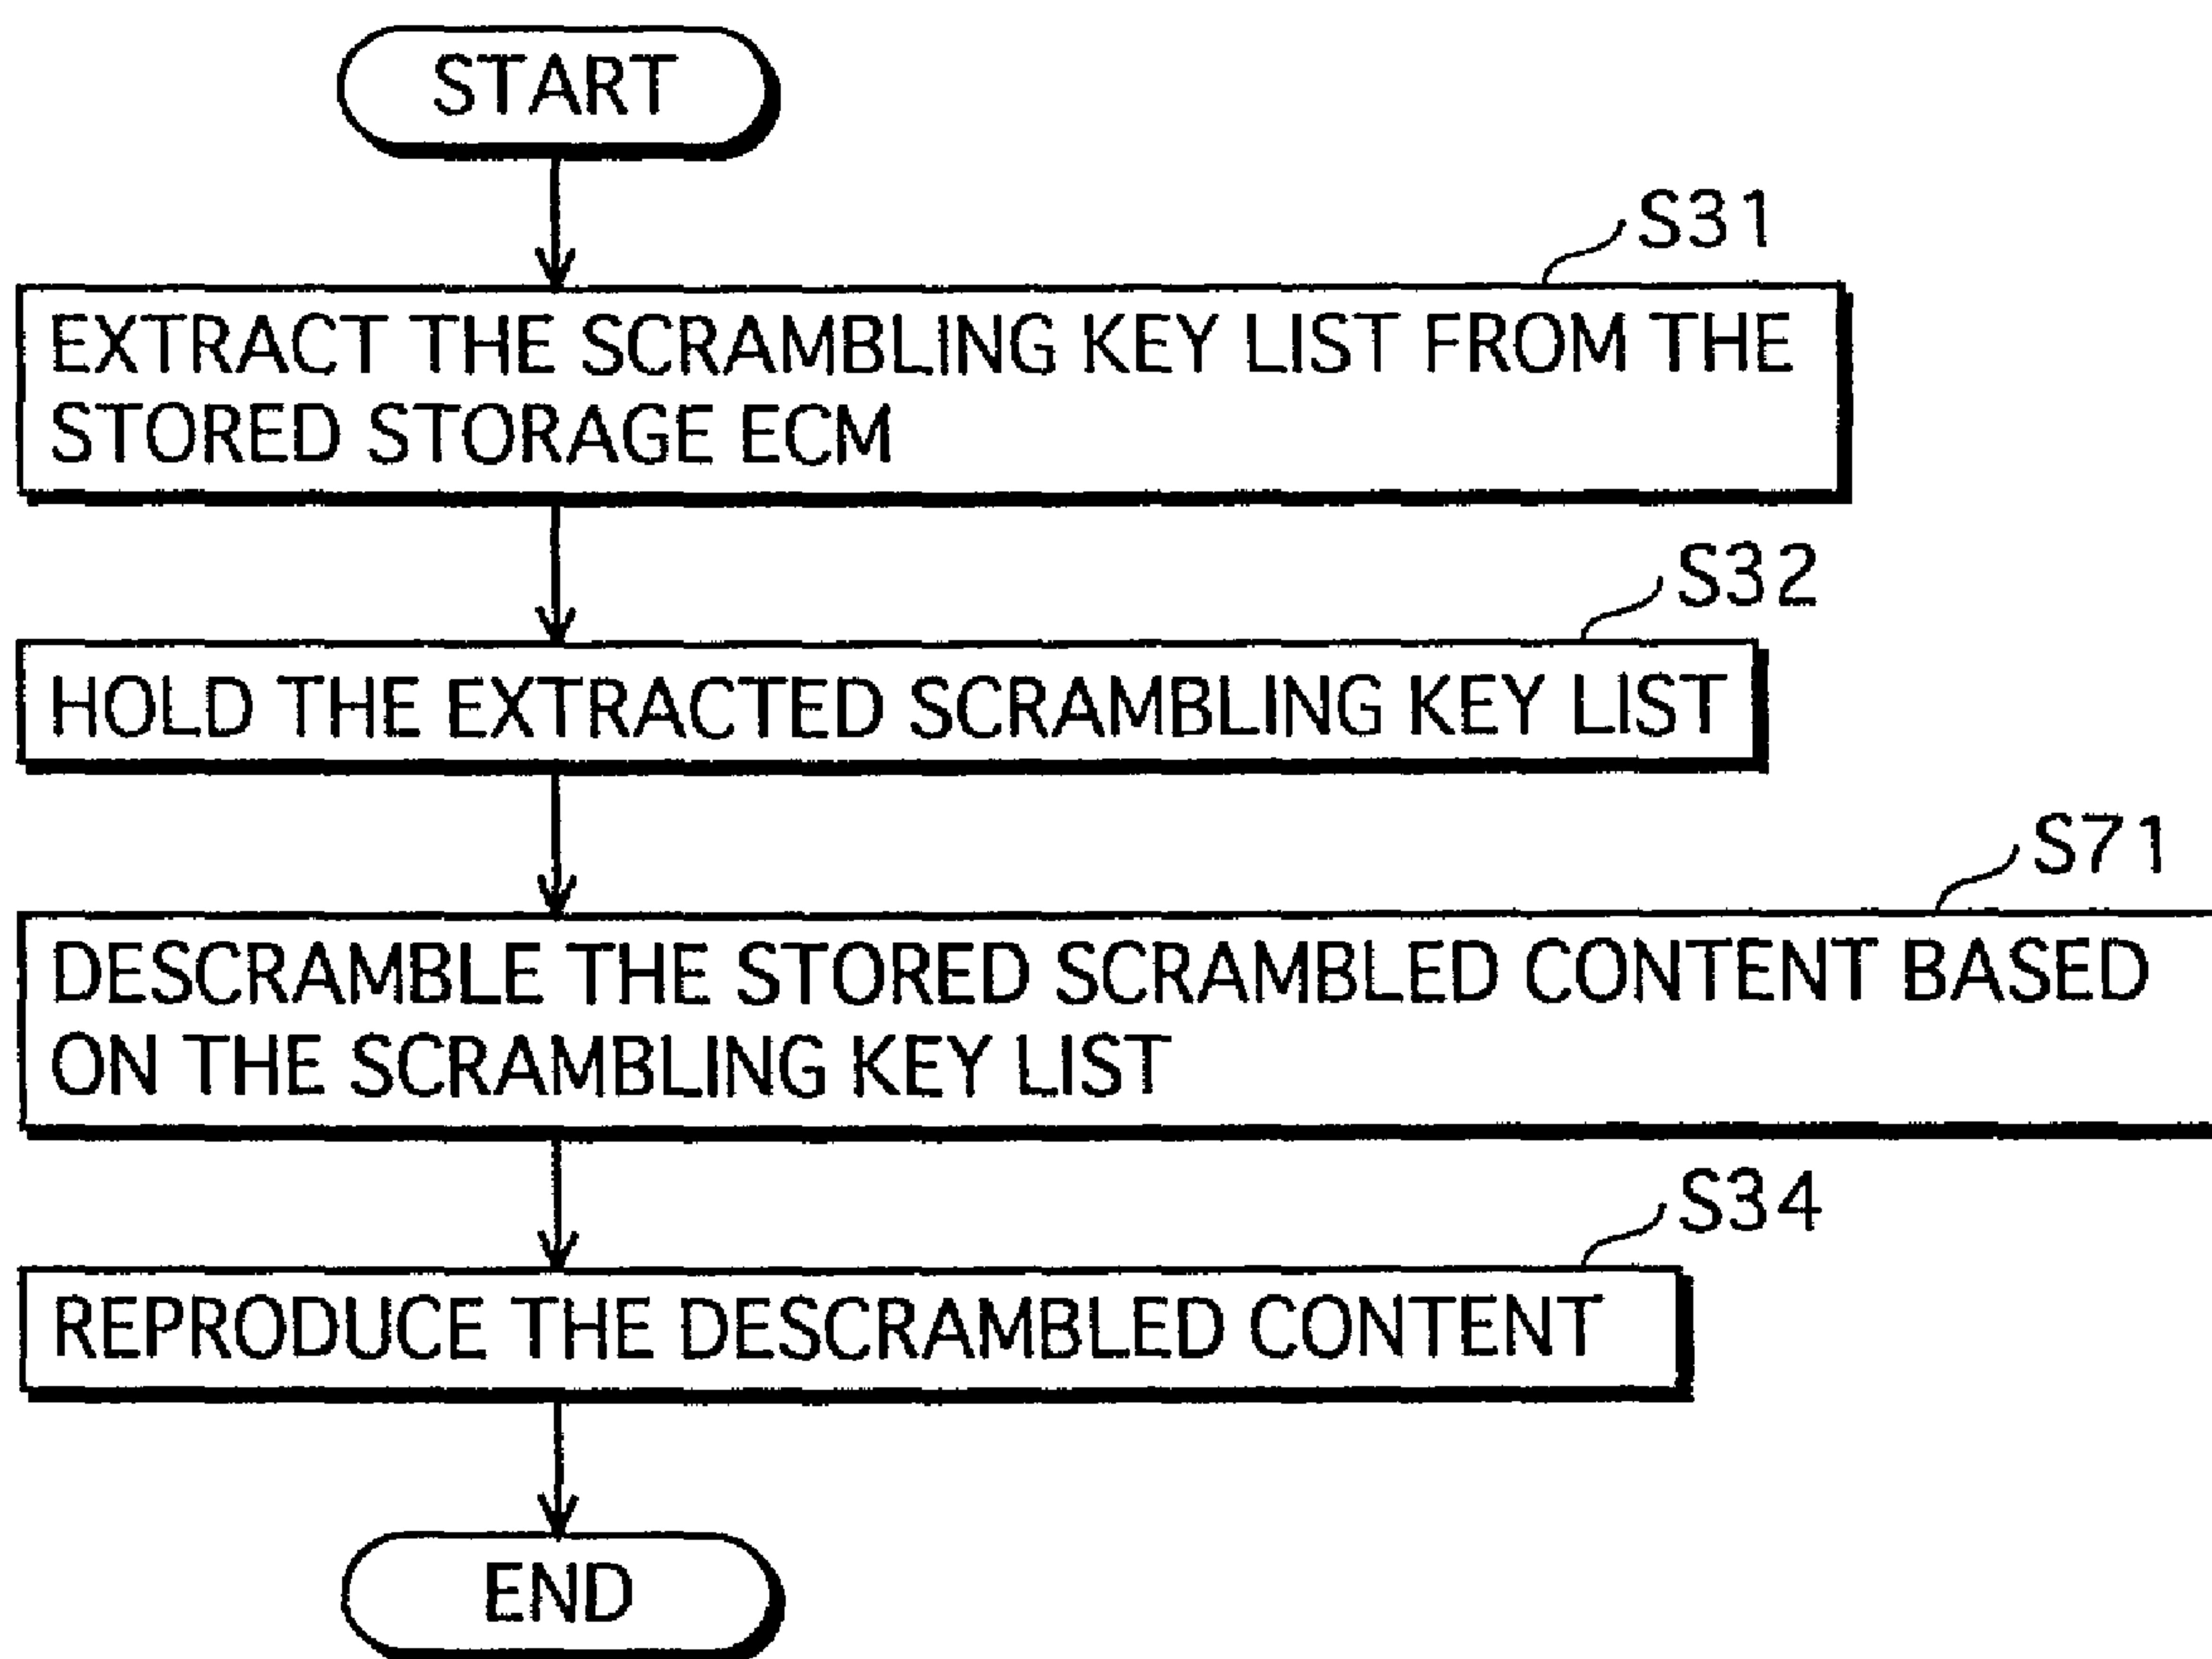 START
S31
EXTRACT THE SCRAMBLING KEY LIST FROM THE
STORED STORAGE ECM
S32
HOLD THE EXTRACTED SCRAMBLING KEY LIST
S71
DESCRAMBLE THE STORED SCRAMBLED CONTENT BASED
ON THE SCRAMBLING KEY LIST
S34
REPRODUCE THE DESCRAMBLED CONTENT
END